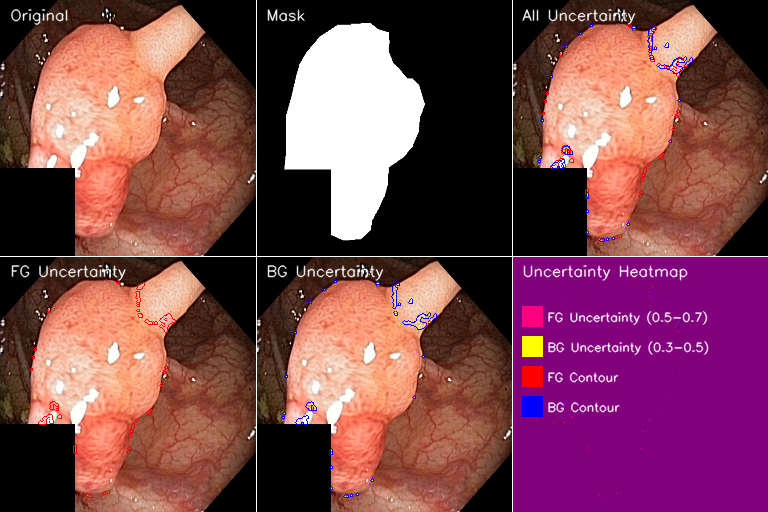 Original
Mask
All Uncertainty
FG Uncertainty
BG Uncertainty
Uncertainty Heatmap
FG Uncertainty (0.5-0.7)
BG Uncertainty (0.3-0.5)
FG Contour
BG Contour